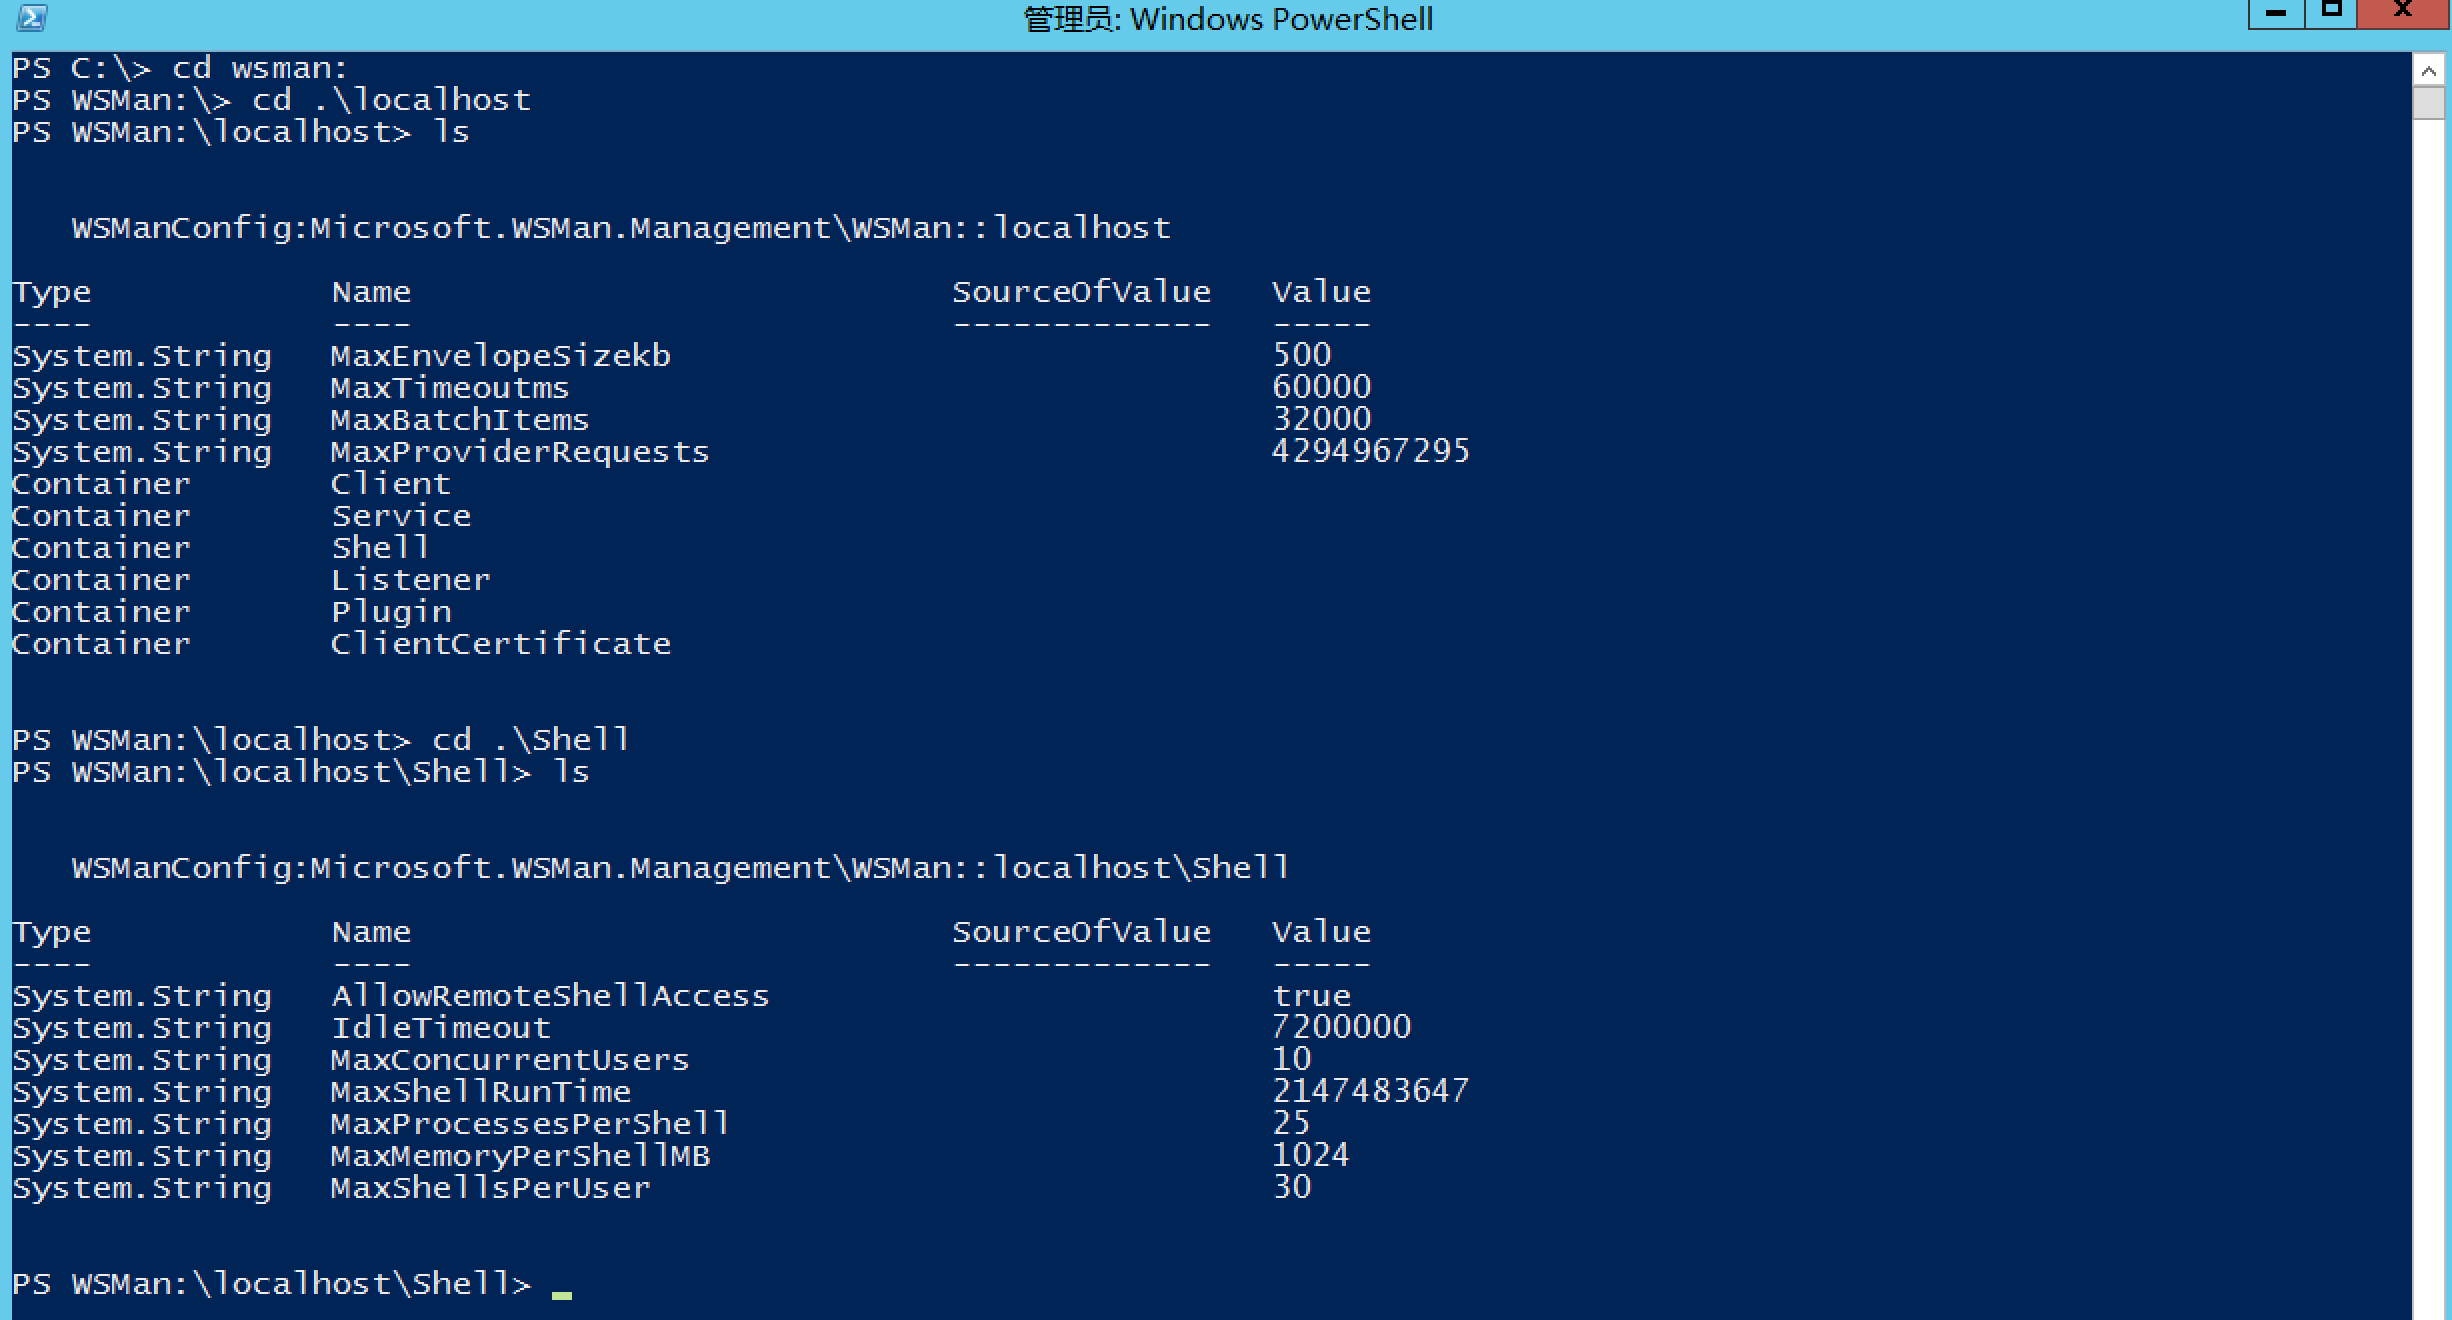 管理员: Windows PowerShell
PS C:\> cd wsman:
PS WSMan:\> cd .\localhost
PS WSMan:\localhost> ls
WSManConfig:Microsoft.WSMan.Management\WSMan::localhost
Type Name SourceOfValue Value
---- ---- ------------- -----
System.String MaxEnvelopeSizekb 500
System.String MaxTimeoutms 60000
System.String MaxBatchItems 32000
System.String MaxProviderRequests 4294967295
Container Client
Container Service
Container Shell
Container Listener
Container Plugin
Container ClientCertificate
PS WSMan:\localhost> cd .\Shell
PS WSMan:\localhost\Shell> ls
WSManConfig:Microsoft.WSMan.Management\WSMan::localhost\Shell
Type Name SourceOfValue Value
---- ---- ------------- -----
System.String AllowRemoteShellAccess true
System.String IdleTimeout 7200000
System.String MaxConcurrentUsers 10
System.String MaxShellRunTime 2147483647
System.String MaxProcessesPerShell 25
System.String MaxMemoryPerShellMB 1024
System.String MaxShellsPerUser 30
PS WSMan:\localhost\Shell> _